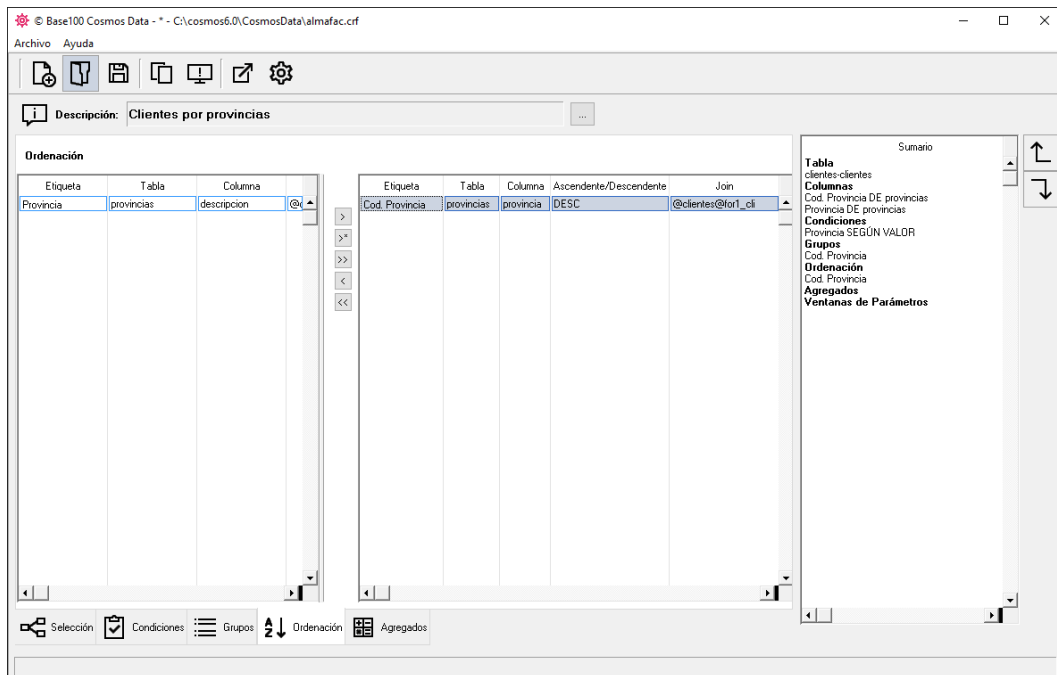 © Base100 Cosmos Data - * - C:\cosmos6.0\CosmosData\almafac.crf
Archivo Ayuda
Descripción: Clientes por provincias ...
Ordenación
Etiqueta Tabla Columna
Provincia provincias descripcion
>
>*
>>
<
<<
Etiqueta Tabla Columna Ascendente/Descendente Join
Cod. Provincia provincias provincia DESC @clientes@for1_cli
Sumario
Tabla
clientes-clientes
Columnas
Cod. Provincia DE provincias
Provincia DE provincias
Condiciones
Provincia SEGÚN VALOR
Grupos
Cod. Provincia
Ordenación
Cod. Provincia
Agregados
Ventanas de Parámetros
Selección Condiciones Grupos Ordenación Agregados